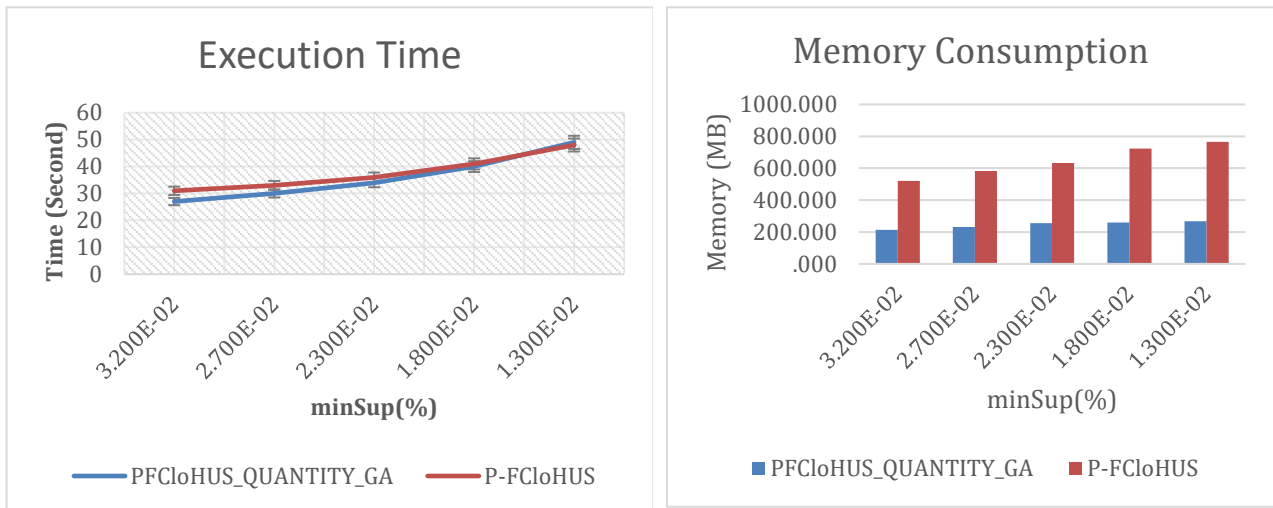 Execution Time
Time (Second)
60
50
40
30
20
10
0
3.200E-02
2.700E-02
2.300E-02
1.800E-02
1.300E-02
minSup(%)
PFCloHUS_QUANTITY_GA
P-FCloHUS
Memory Consumption
Memory (MB)
1000.000
800.000
600.000
400.000
200.000
.000
3.200E-02
2.700E-02
2.300E-02
1.800E-02
1.300E-02
minSup(%)
PFCloHUS_QUANTITY_GA
P-FCloHUS